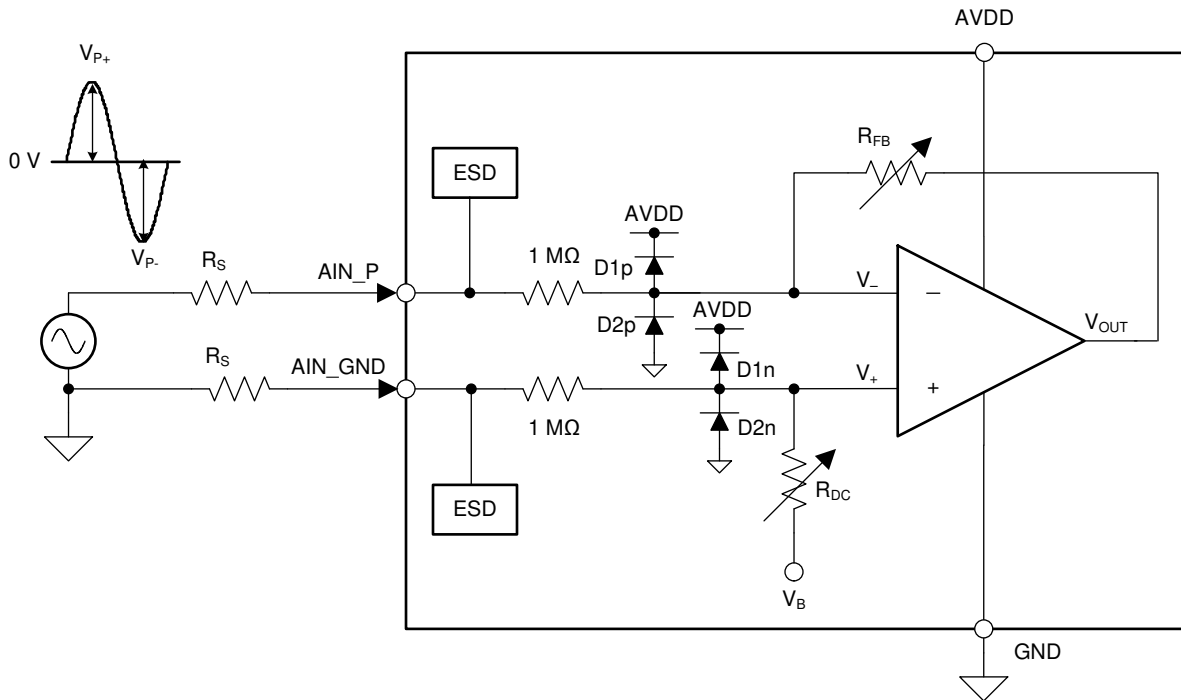 AVDD
V_P+
0 V
V_P-
ESD
R_FB
AVDD
R_S
AIN_P
1 MΩ
D1p
V_–
–
D2p
AVDD
V_OUT
R_S
AIN_GND
D1n
V_+
+
1 MΩ
D2n
ESD
R_DC
V_B
GND